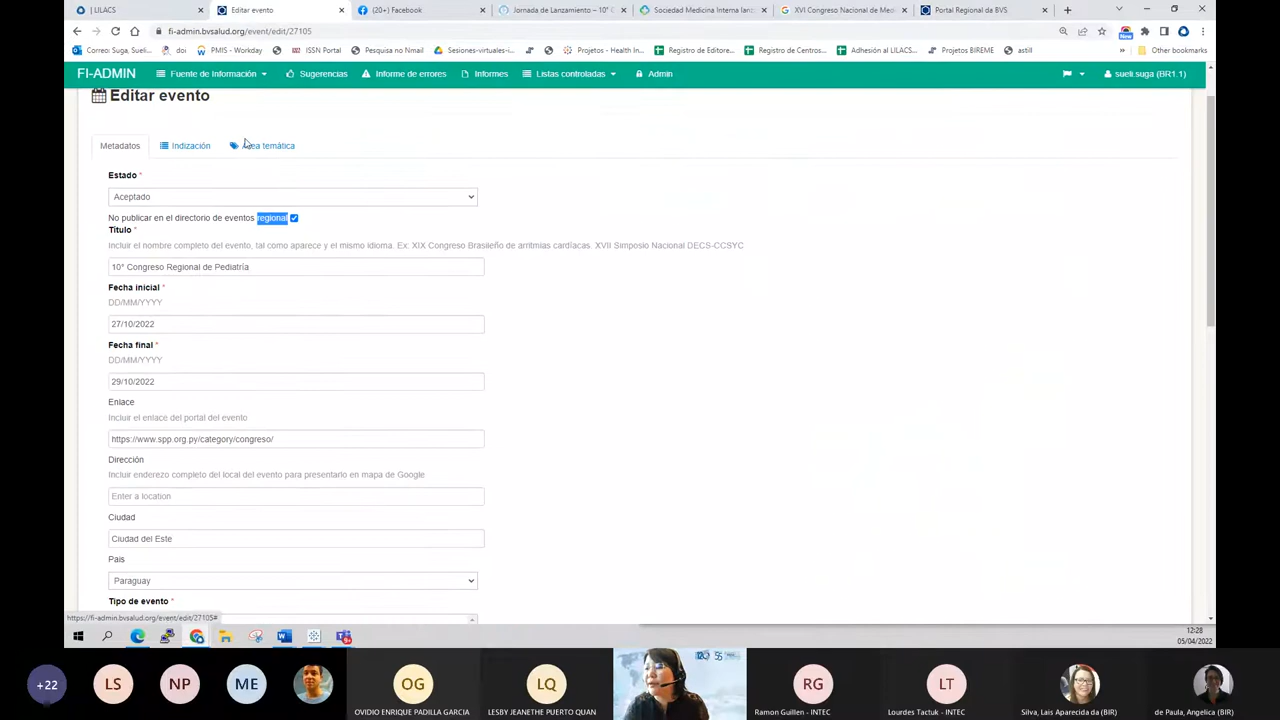 | LILACS
Editar evento
(20+) Facebook
Jornada de Lanzamiento – 10° E
Sociedad Medicina Interna lanz
XVI Congreso Nacional de Med
Portal Regional da BVS
fi-admin.bvsalud.org/event/edit/27105
Correo: Suga, Sueli...
doi
PMIS - Workday
ISSN Portal
Pesquisa no Nmail
Sesiones-virtuales-i...
Projetos - Health In...
Registro de Editore...
Registro de Centros...
Adhesión al LILACS...
Projetos BIREME
astill
»
Other bookmarks
FI-ADMIN
Fuente de Información
Sugerencias
Informe de errores
Informes
Listas controladas
Admin
sueli suga (BR1.1)
Editar evento
Metadatos
Indización
Área temática
Estado *
Aceptado
No publicar en el directorio de eventos regional
Título *
Incluir el nombre completo del evento, tal como aparece y el mismo idioma. Ex: XIX Congreso Brasileño de arritmias cardíacas. XVII Simposio Nacional DECS-CCSYC
10° Congreso Regional de Pediatría
Fecha inicial *
DD/MM/YYYY
27/10/2022
Fecha final *
DD/MM/YYYY
29/10/2022
Enlace
Incluir el enlace del portal del evento
https://www.spp.org.py/category/congreso/
Dirección
Incluir enderezo completo del local del evento para presentarlo en mapa de Google
Enter a location
Ciudad
Ciudad del Este
Pais
Paraguay
Tipo de evento *
https://fi-admin.bvsalud.org/event/edit/27105#
12:28
05/04/2022
+22
LS
NP
ME
OG
OVIDIO ENRIQUE PADILLA GARCIA
LQ
LESBY JEANETHE PUERTO QUAN
RG
Ramon Guillen - INTEC
LT
Lourdes Tactuk - INTEC
Silva, Lais Aparecida da (BIR)
de Paula, Angelica (BIR)